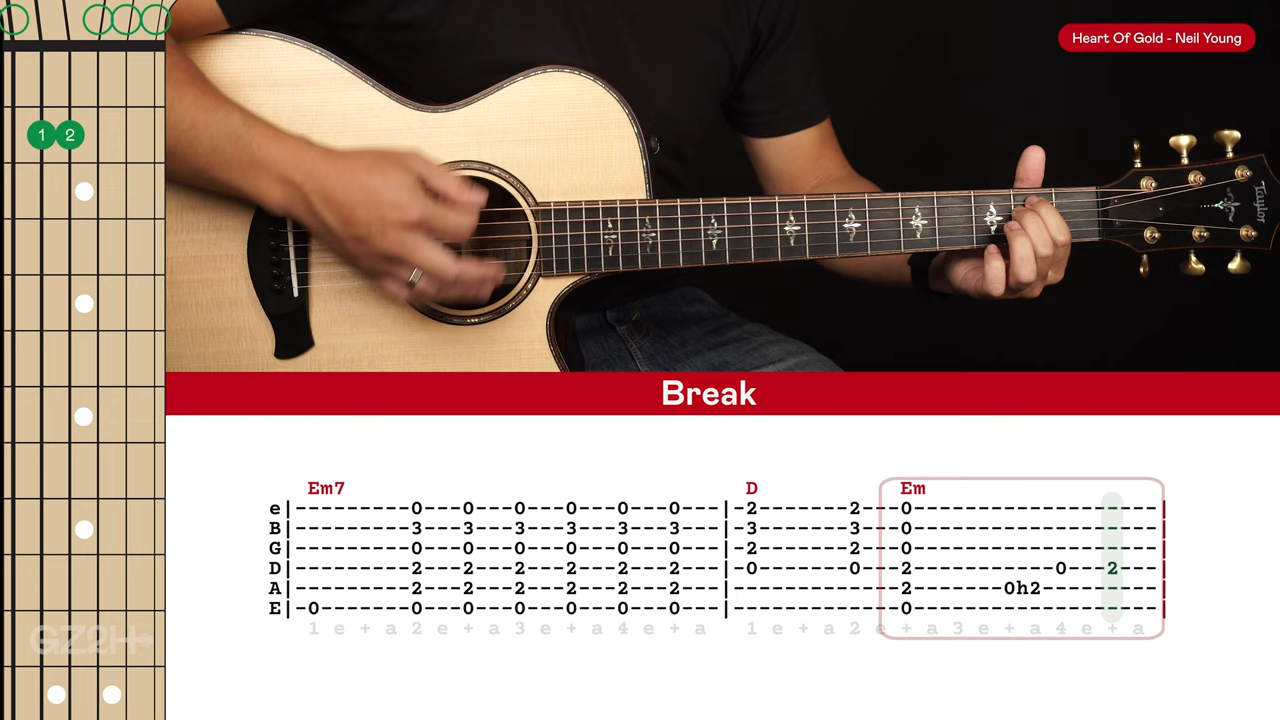 Heart Of Gold - Neil Young
Taylor
1 2
Break
Em7 D Em
e|---------0---0---0---0---0---0---|-2-------2---0-------------------|
B|---------3---3---3---3---3---3---|-3-------3---0-------------------|
G|---------0---0---0---0---0---0---|-2-------2---0-------------------|
D|---------2---2---2---2---2---2---|-0-------0---2-----------0---2---|
A|---------2---2---2---2---2---2---|-------------2-------0h2---------|
E|-0-------0---0---0---0---0---0---|-------------0-------------------|
1 e + a 2 e + a 3 e + a 4 e + a 1 e + a 2 e + a 3 e + a 4 e + a
GZ2H